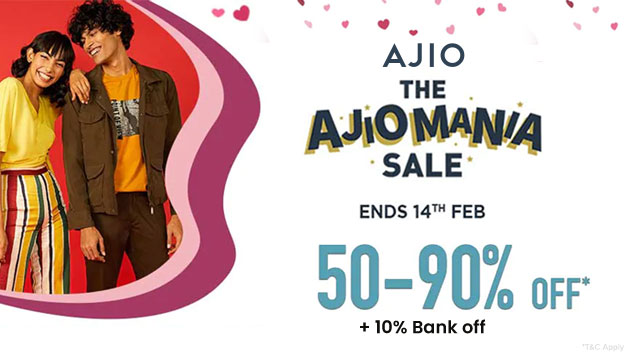 AJIO
THE
AJIOMANIA
SALE
ENDS 14TH FEB
50-90% OFF*
+ 10% Bank off
*T&C Apply